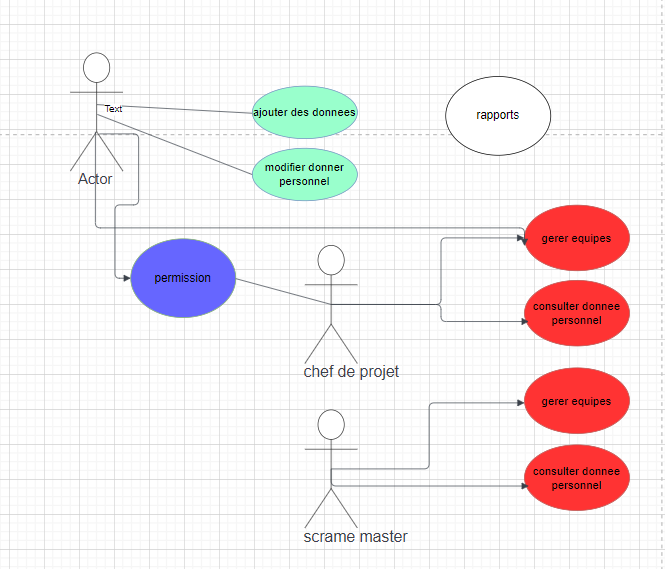 Text
ajouter des donnees
rapports
modifier donner
personnel
Actor
gerer equipes
permission
consulter donnee
personnel
chef de projet
gerer equipes
consulter donnee
personnel
scrame master